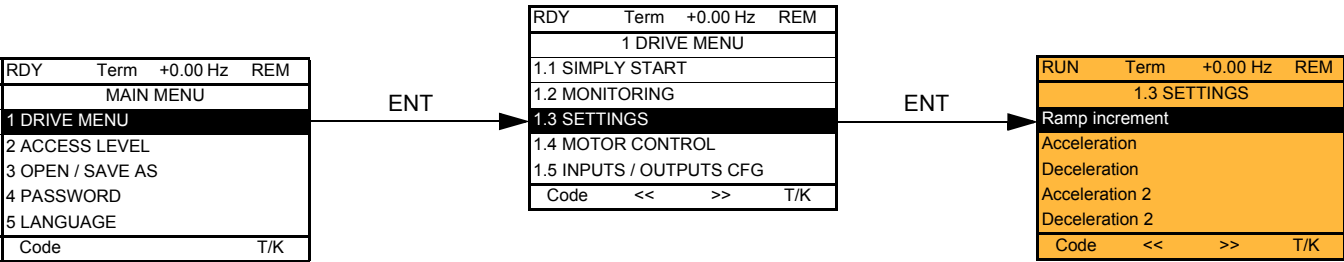 RDY Term +0.00 Hz REM
MAIN MENU
1 DRIVE MENU
2 ACCESS LEVEL
3 OPEN / SAVE AS
4 PASSWORD
5 LANGUAGE
Code T/K
ENT
RDY Term +0.00 Hz REM
1 DRIVE MENU
1.1 SIMPLY START
1.2 MONITORING
1.3 SETTINGS
1.4 MOTOR CONTROL
1.5 INPUTS / OUTPUTS CFG
Code << >> T/K
ENT
RUN Term +0.00 Hz REM
1.3 SETTINGS
Ramp increment
Acceleration
Deceleration
Acceleration 2
Deceleration 2
Code << >> T/K